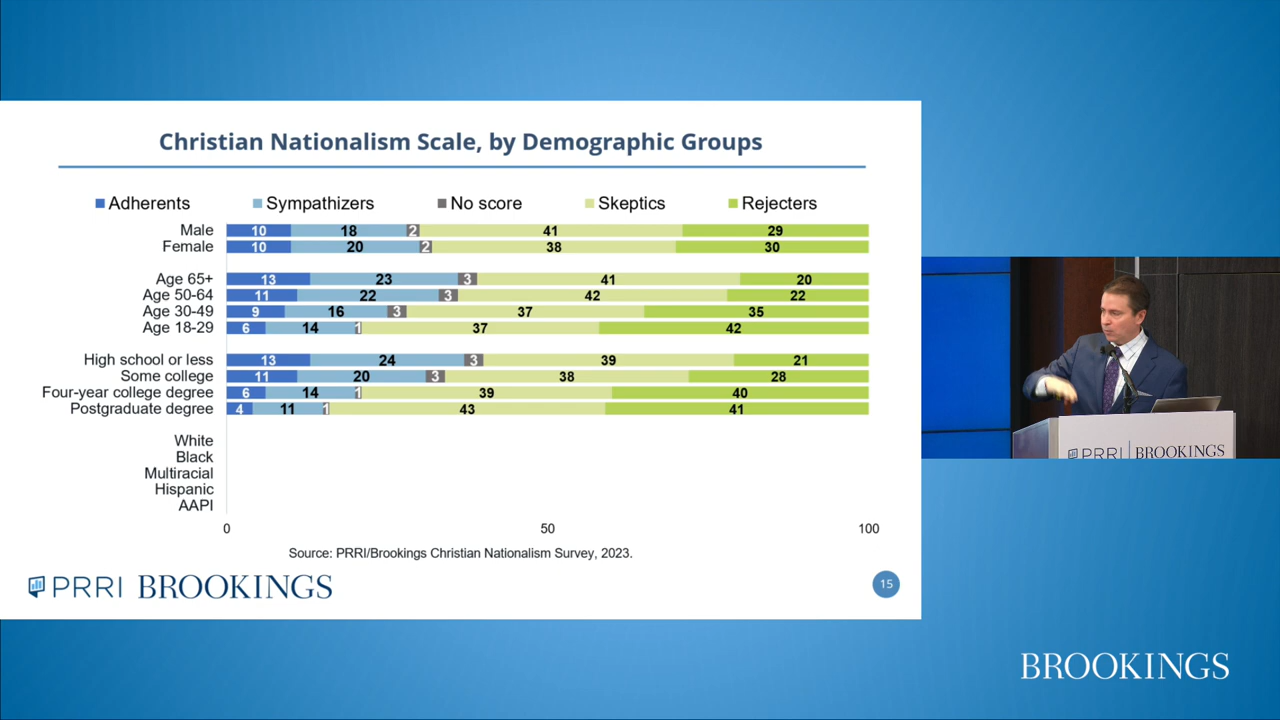 Christian Nationalism Scale, by Demographic Groups
Adherents Sympathizers No score Skeptics Rejecters
Male 10 18 2 41 29
Female 10 20 2 38 30
Age 65+ 13 23 3 41 20
Age 50-64 11 22 3 42 22
Age 30-49 9 16 3 37 35
Age 18-29 6 14 1 37 42
High school or less 13 24 3 39 21
Some college 11 20 3 38 28
Four-year college degree 6 14 1 39 40
Postgraduate degree 4 11 1 43 41
White
Black
Multiracial
Hispanic
AAPI
0 50 100
Source: PRRI/Brookings Christian Nationalism Survey, 2023.
PRRI BROOKINGS
15
PRRI BROOKINGS
BROOKINGS